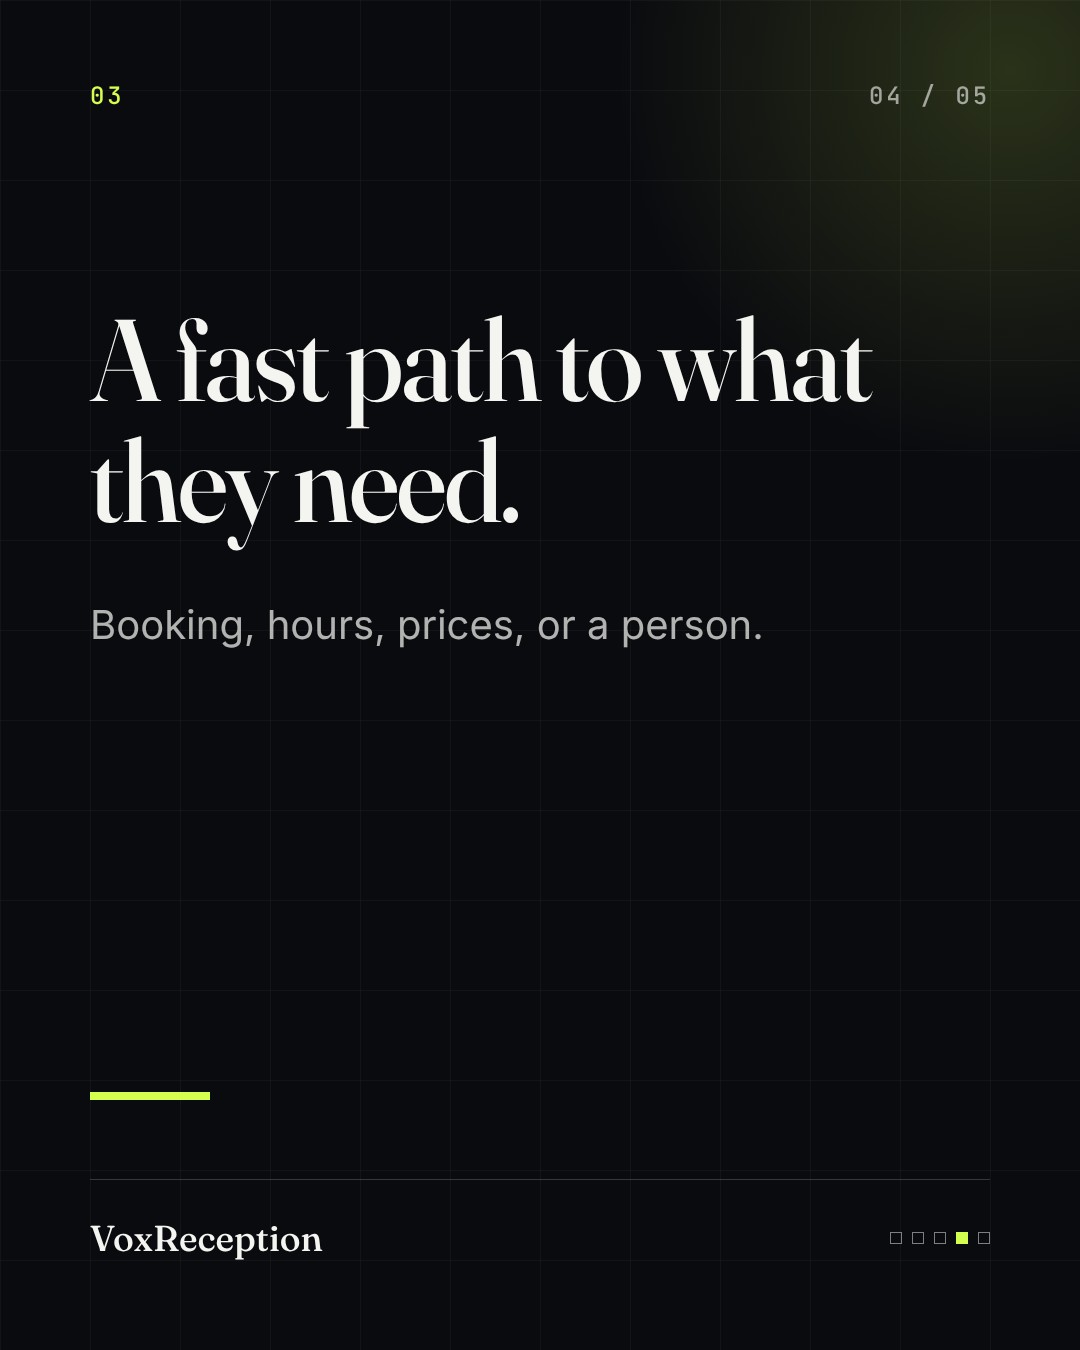 03
04 / 05
A fast path to what
they need.
Booking, hours, prices, or a person.
VoxReception